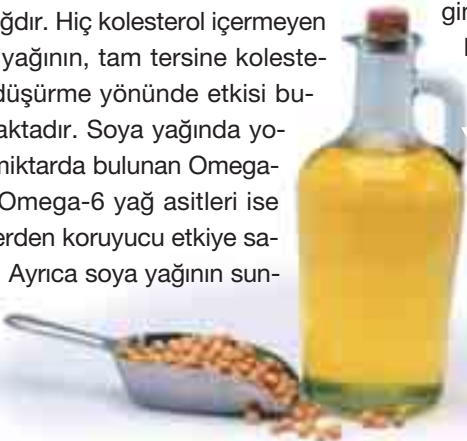 ğdır. Hiç kolesterol içermeyen
yağının, tam tersine koleste-
düşürme yönünde etkisi bu-
aktadır. Soya yağında yo-
miktarda bulunan Omega-
Omega-6 yağ asitleri ise
erden koruyucu etkiye sa-
Ayrıca soya yağının sun-
gir